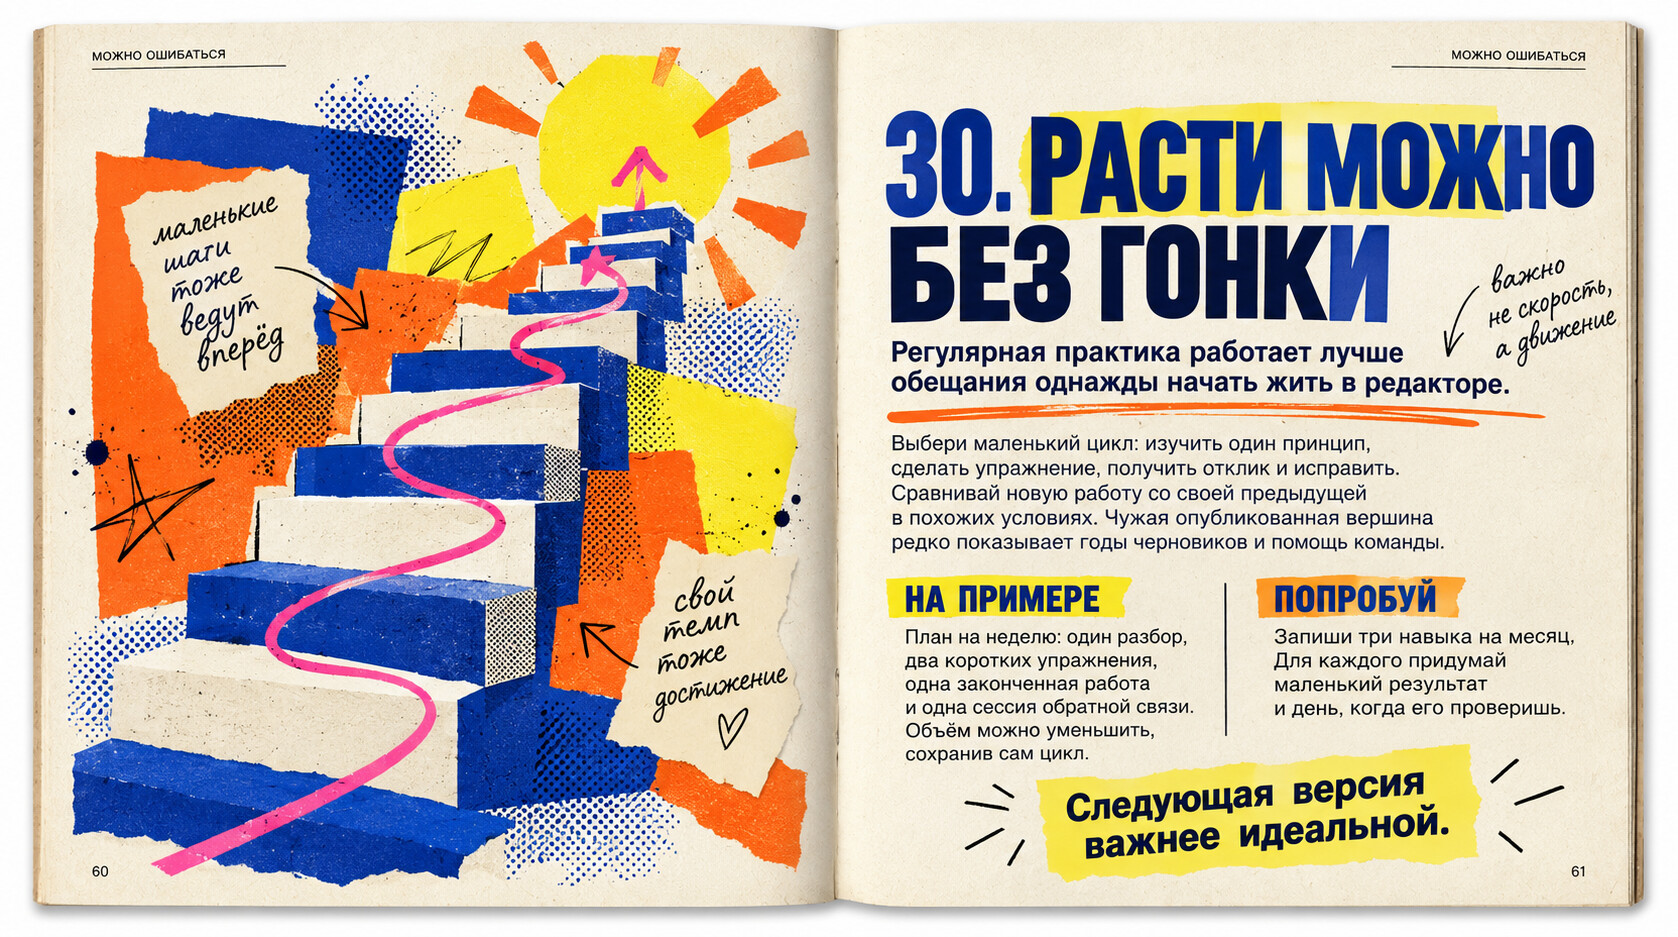 МОЖНО ОШИБАТЬСЯ
маленькие
шаги
тоже
ведут
вперёд
свой
темп
тоже
достижение
60
МОЖНО ОШИБАТЬСЯ
30. РАСТИ МОЖНО
БЕЗ ГОНКИ
важно
не скорость,
а движение
Регулярная практика работает лучше
обещания однажды начать жить в редакторе.
Выбери маленький цикл: изучить один принцип,
сделать упражнение, получить отклик и исправить.
Сравнивай новую работу со своей предыдущей
в похожих условиях. Чужая опубликованная вершина
редко показывает годы черновиков и помощь команды.
НА ПРИМЕРЕ
План на неделю: один разбор,
два коротких упражнения,
одна законченная работа
и одна сессия обратной связи.
Объём можно уменьшить,
сохранив сам цикл.
ПОПРОБУЙ
Запиши три навыка на месяц,
Для каждого придумай
маленький результат
и день, когда его проверишь.
Следующая версия
важнее идеальной.
61